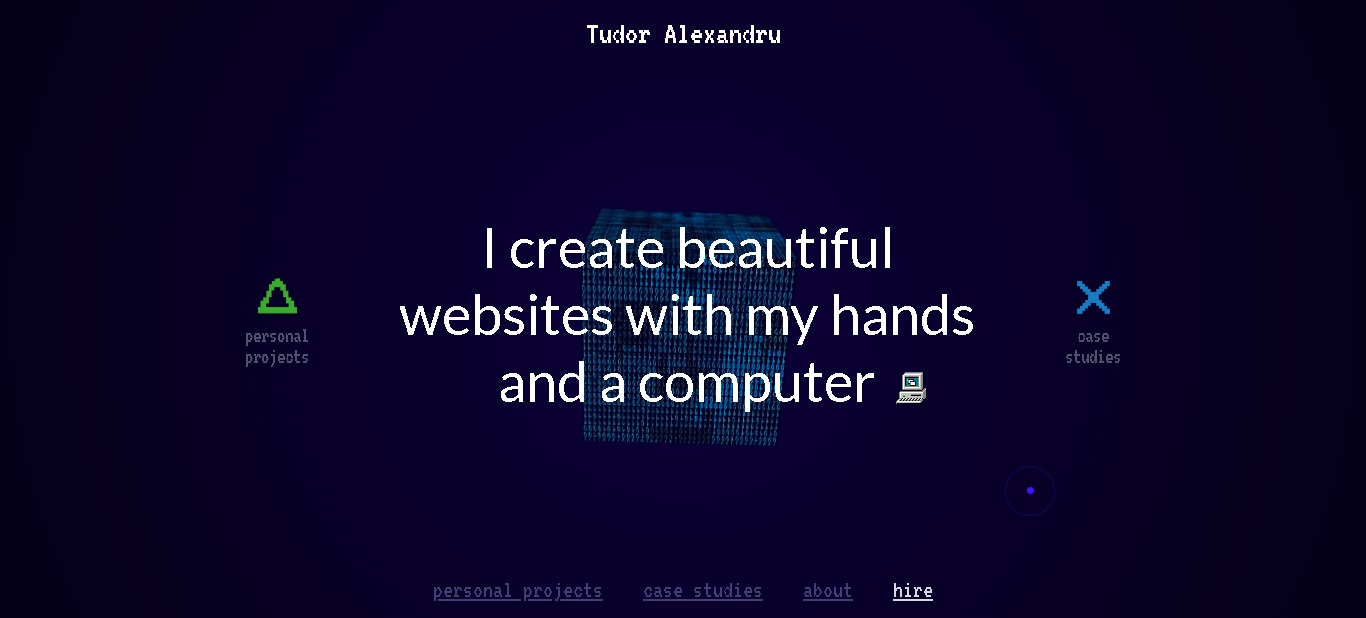 Tudor Alexandru
I create beautiful
websites with my hands
and a computer
personal
projects
case
studies
personal projects case studies about hire